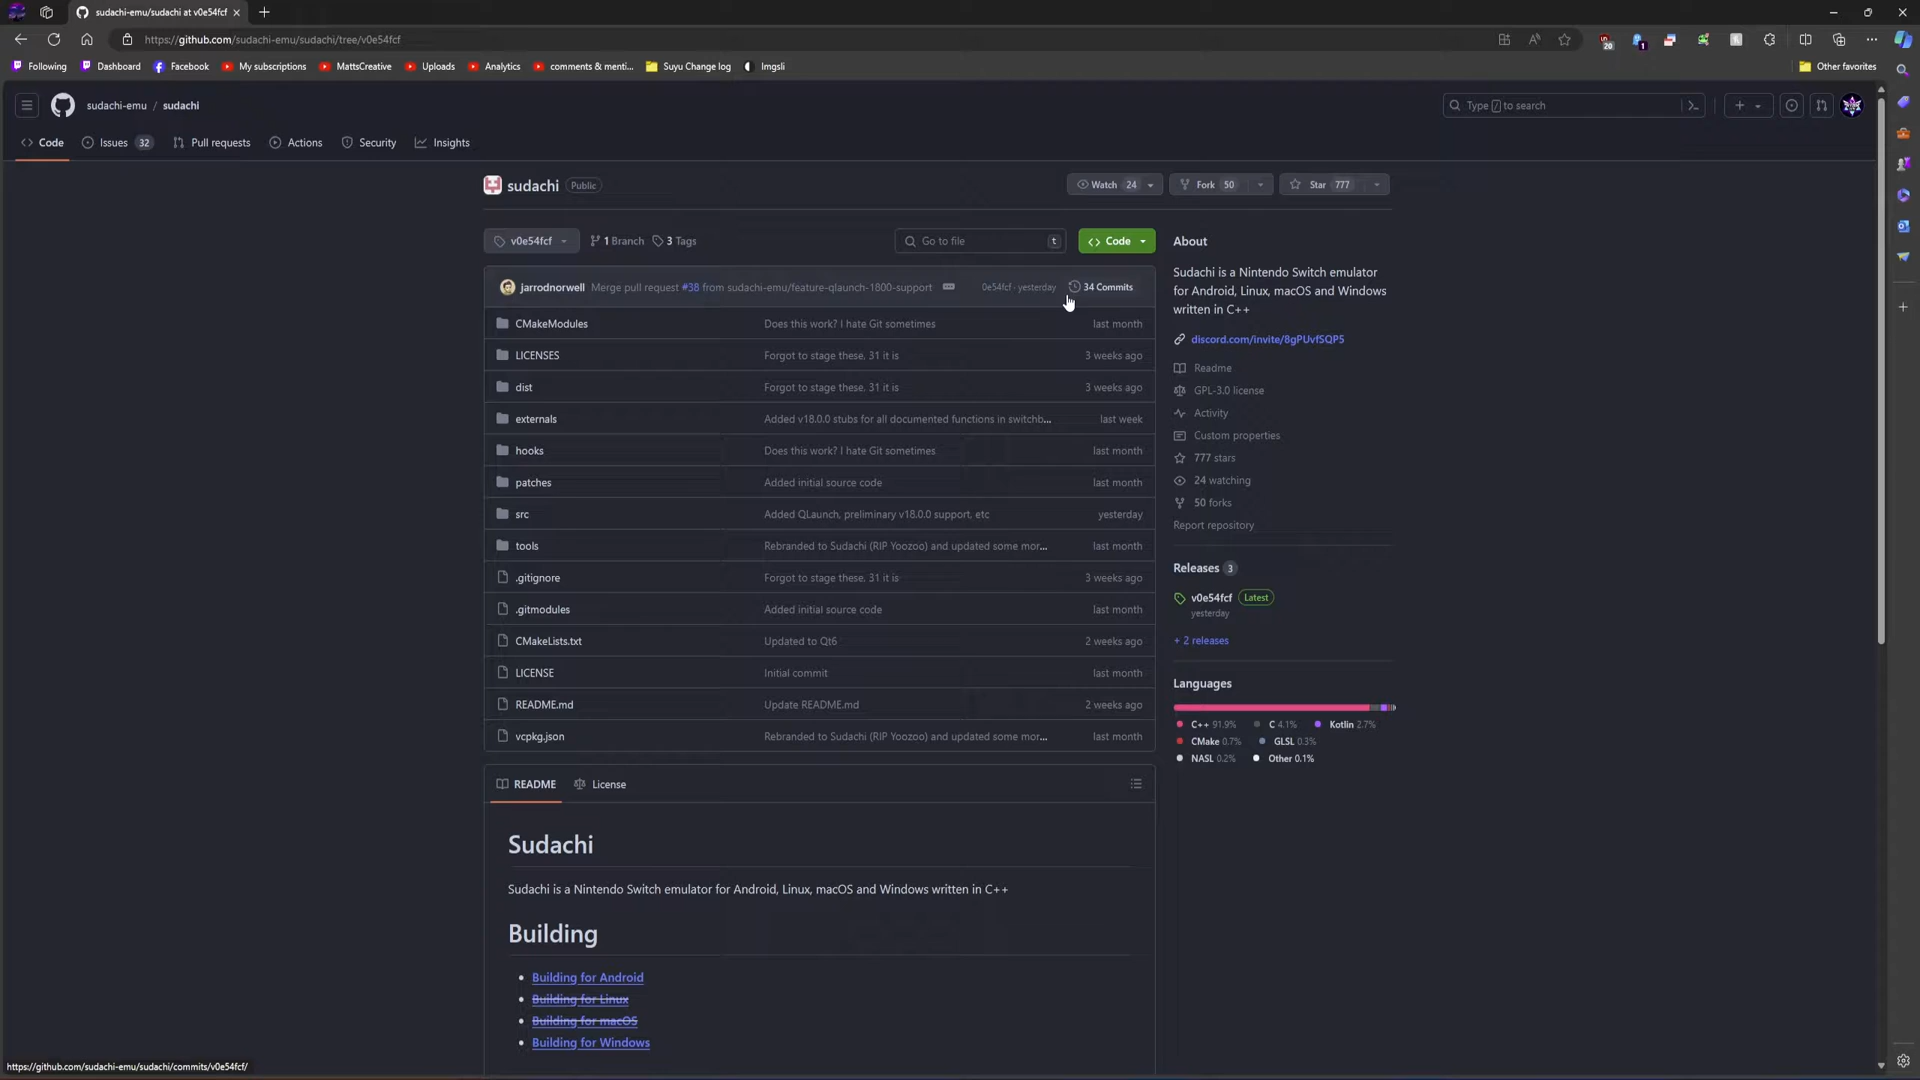 sudachi-emu/sudachi at v0e54fcf
https://github.com/sudachi-emu/sudachi/tree/v0e54fcf
20
1
Following
Dashboard
Facebook
My subscriptions
MattsCreative
Uploads
Analytics
comments & menti...
Suyu Change log
Imgsli
Other favorites
sudachi-emu / sudachi
Type / to search
Code
Issues 32
Pull requests
Actions
Security
Insights
sudachi Public
Watch 24
Fork 50
Star 777
v0e54fcf
1 Branch
3 Tags
Go to file t
Code
jarrodnorwell Merge pull request #38 from sudachi-emu/feature-qlaunch-1800-support 0e54fcf · yesterday 34 Commits
CMakeModules Does this work? I hate Git sometimes last month
LICENSES Forgot to stage these, 31 it is 3 weeks ago
dist Forgot to stage these, 31 it is 3 weeks ago
externals Added v18.0.0 stubs for all documented functions in switchb... last week
hooks Does this work? I hate Git sometimes last month
patches Added initial source code last month
src Added QLaunch, preliminary v18.0.0 support, etc yesterday
tools Rebranded to Sudachi (RIP Yoozoo) and updated some mor... last month
.gitignore Forgot to stage these, 31 it is 3 weeks ago
.gitmodules Added initial source code last month
CMakeLists.txt Updated to Qt6 2 weeks ago
LICENSE Initial commit last month
README.md Update README.md 2 weeks ago
vcpkg.json Rebranded to Sudachi (RIP Yoozoo) and updated some mor... last month
README
License
Sudachi
Sudachi is a Nintendo Switch emulator for Android, Linux, macOS and Windows written in C++
Building
Building for Android
Building for Linux
Building for macOS
Building for Windows
About
Sudachi is a Nintendo Switch emulator
for Android, Linux, macOS and Windows
written in C++
discord.com/invite/8gPUvfSQP5
Readme
GPL-3.0 license
Activity
Custom properties
777 stars
24 watching
50 forks
Report repository
Releases 3
v0e54fcf Latest
yesterday
+ 2 releases
Languages
C++ 91.9% C 4.1% Kotlin 2.7%
CMake 0.7% GLSL 0.3%
NASL 0.2% Other 0.1%
https://github.com/sudachi-emu/sudachi/commits/v0e54fcf/